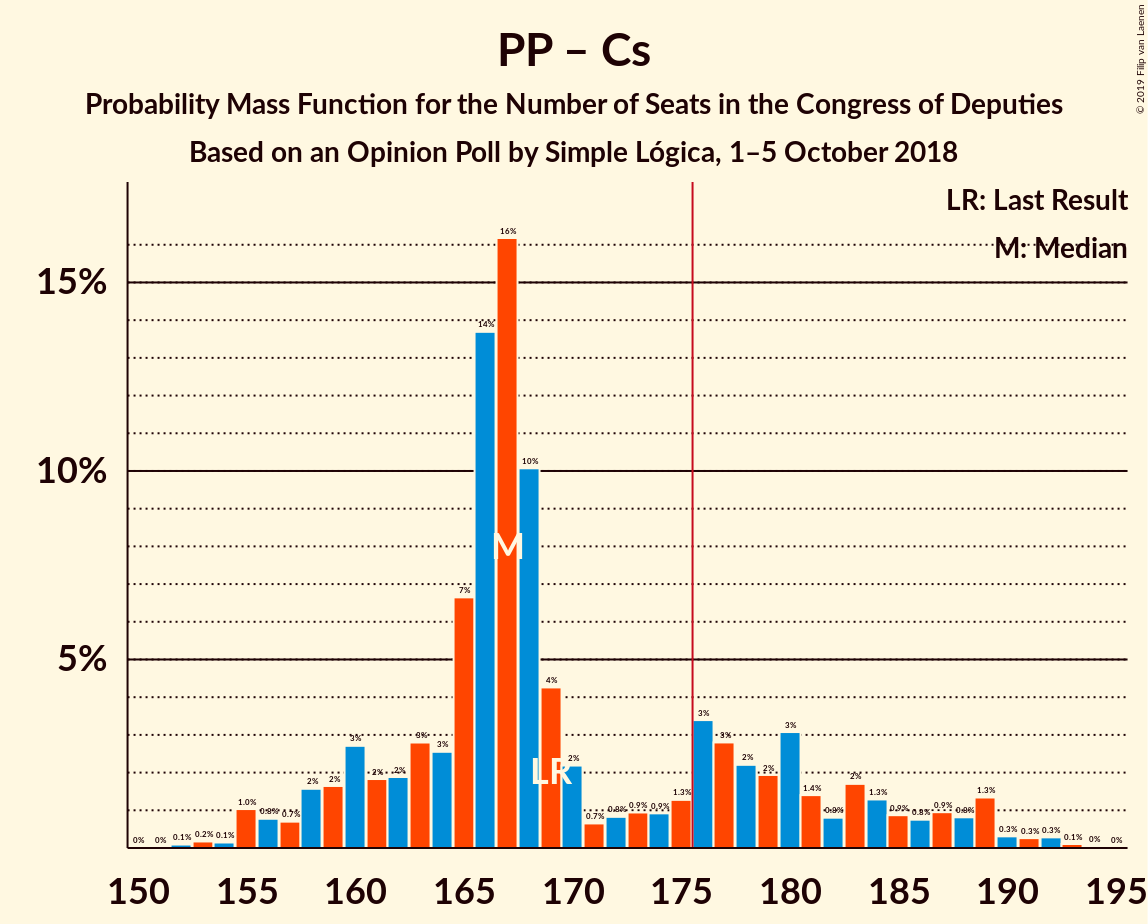 PP – Cs
Probability Mass Function for the Number of Seats in the Congress of Deputies
Based on an Opinion Poll by Simple Lógica, 1–5 October 2018
© 2019 Filip van Laenen
LR: Last Result
M: Median
15%
10%
5%
0% 0% 0.1% 0.2% 0.1% 1.0% 0.8% 0.7% 2% 2% 3% 2% 2% 3% 3% 7% 14% 16% 10% 4% 2% 0.7% 0.8% 0.9% 0.9% 1.3% 3% 3% 2% 2% 3% 1.4% 0.8% 2% 1.3% 0.9% 0.8% 0.9% 0.8% 1.3% 0.3% 0.3% 0.3% 0.1% 0% 0%
M
LR
150 155 160 165 170 175 180 185 190 195